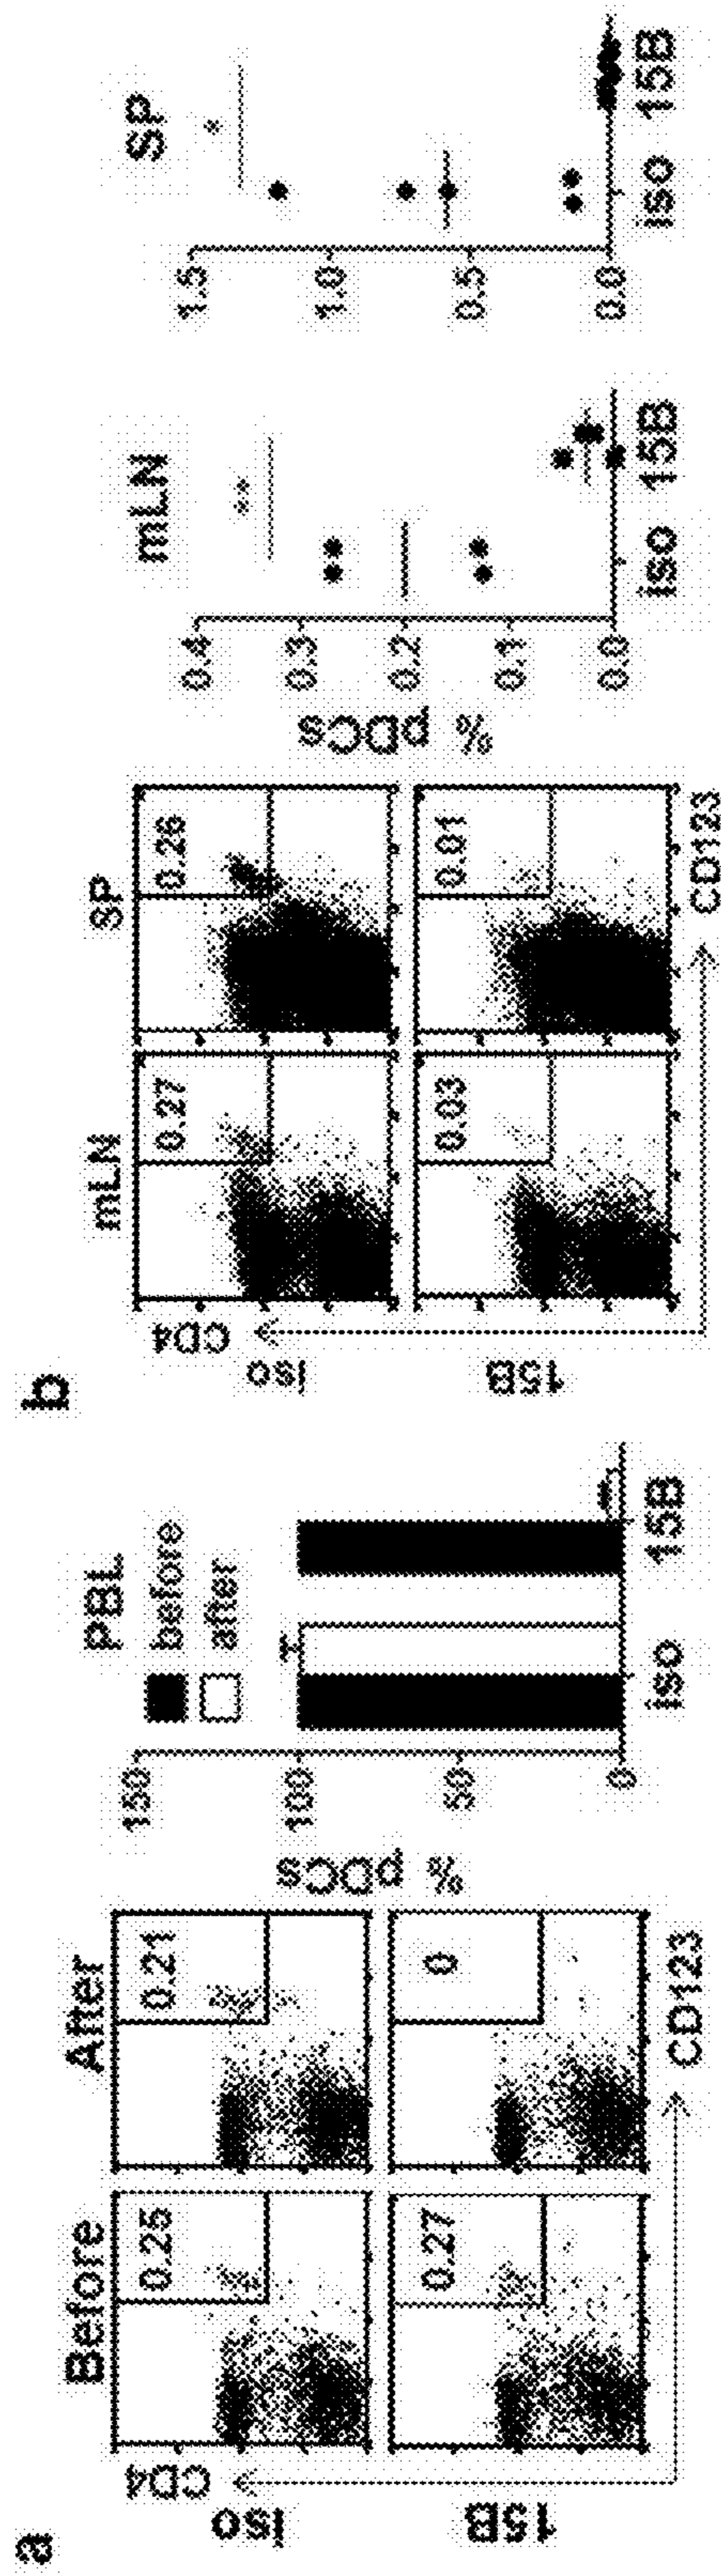 a
Before After
CD4
iso
15B
0.25
0.21
0.27
0
CD123
% pDCs
150
100
50
0
PBL
before
after
iso 15B
b
mLN SP
CD4
iso
15B
0.27
0.26
0.03
0.01
CD123
% pDCs
mLN
**
0.4
0.3
0.2
0.1
0.0
iso 15B
SP
*
1.5
1.0
0.5
0.0
iso 15B